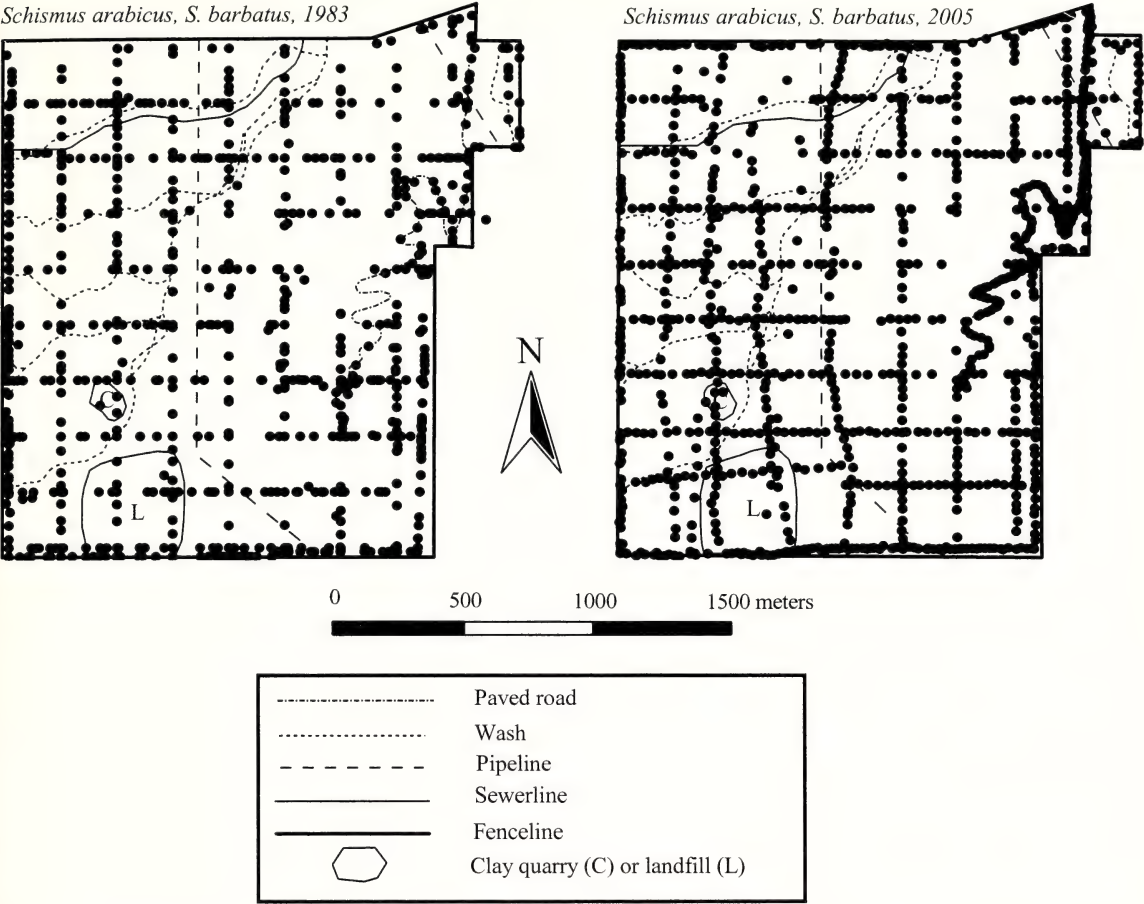 Schismus arabicus, S. barbatus, 1983
Schismus arabicus, S. barbatus, 2005
C
L
C
L
N
0 500 1000 1500 meters
Paved road
Wash
Pipeline
Sewerline
Fenceline
Clay quarry (C) or landfill (L)